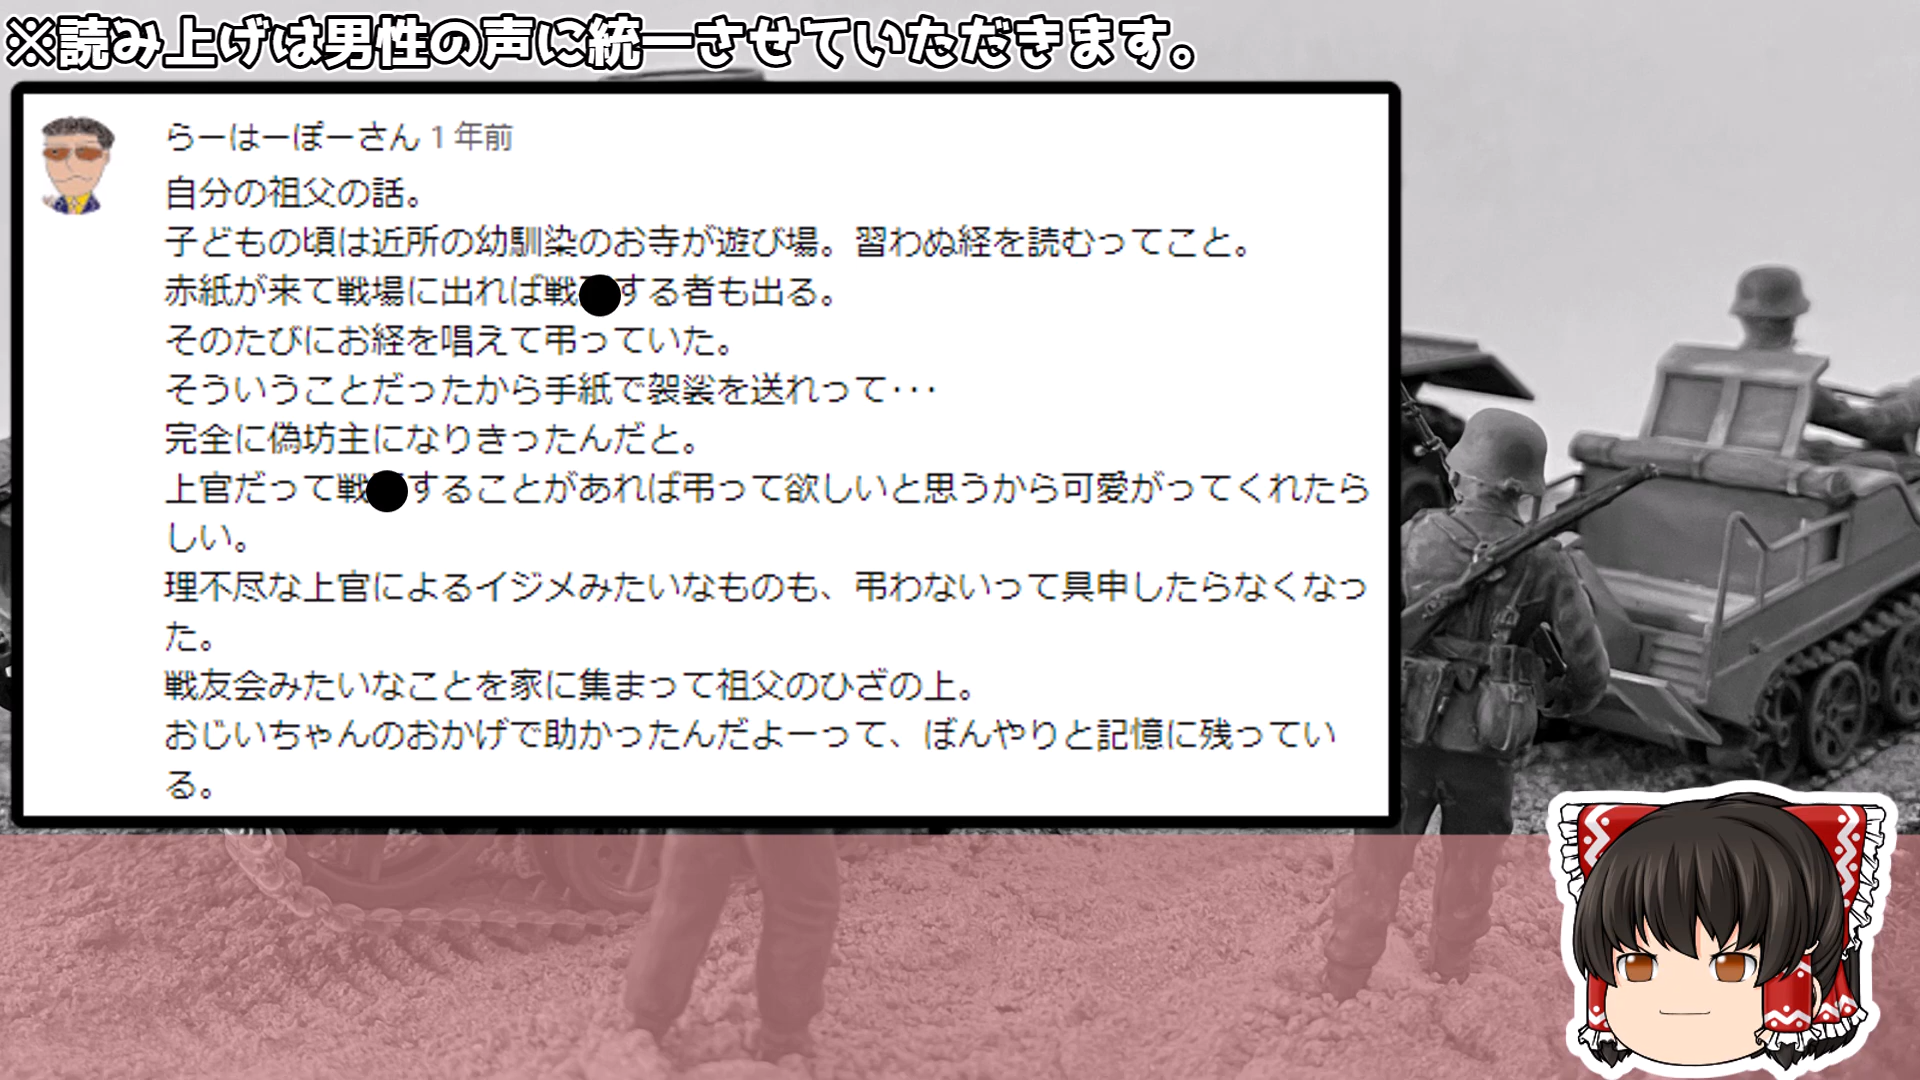 ※読み上げは男性の声に統一させていただきます。
らーはーぽーさん 1 年前
自分の祖父の話。
子どもの頃は近所の幼馴染のお寺が遊び場。習わぬ経を読むってこと。
赤紙が来て戦場に出れば戦●する者も出る。
そのたびにお経を唱えて弔っていた。
そういうことだったから手紙で袈裟を送れって･･･
完全に偽坊主になりきったんだと。
上官だって戦●することがあれば弔って欲しいと思うから可愛がってくれたら
しい。
理不尽な上官によるイジメみたいなものも、弔わないって具申したらなくなっ
た。
戦友会みたいなことを家に集まって祖父のひざの上。
おじいちゃんのおかげで助かったんだよーって、ぼんやりと記憶に残ってい
る。